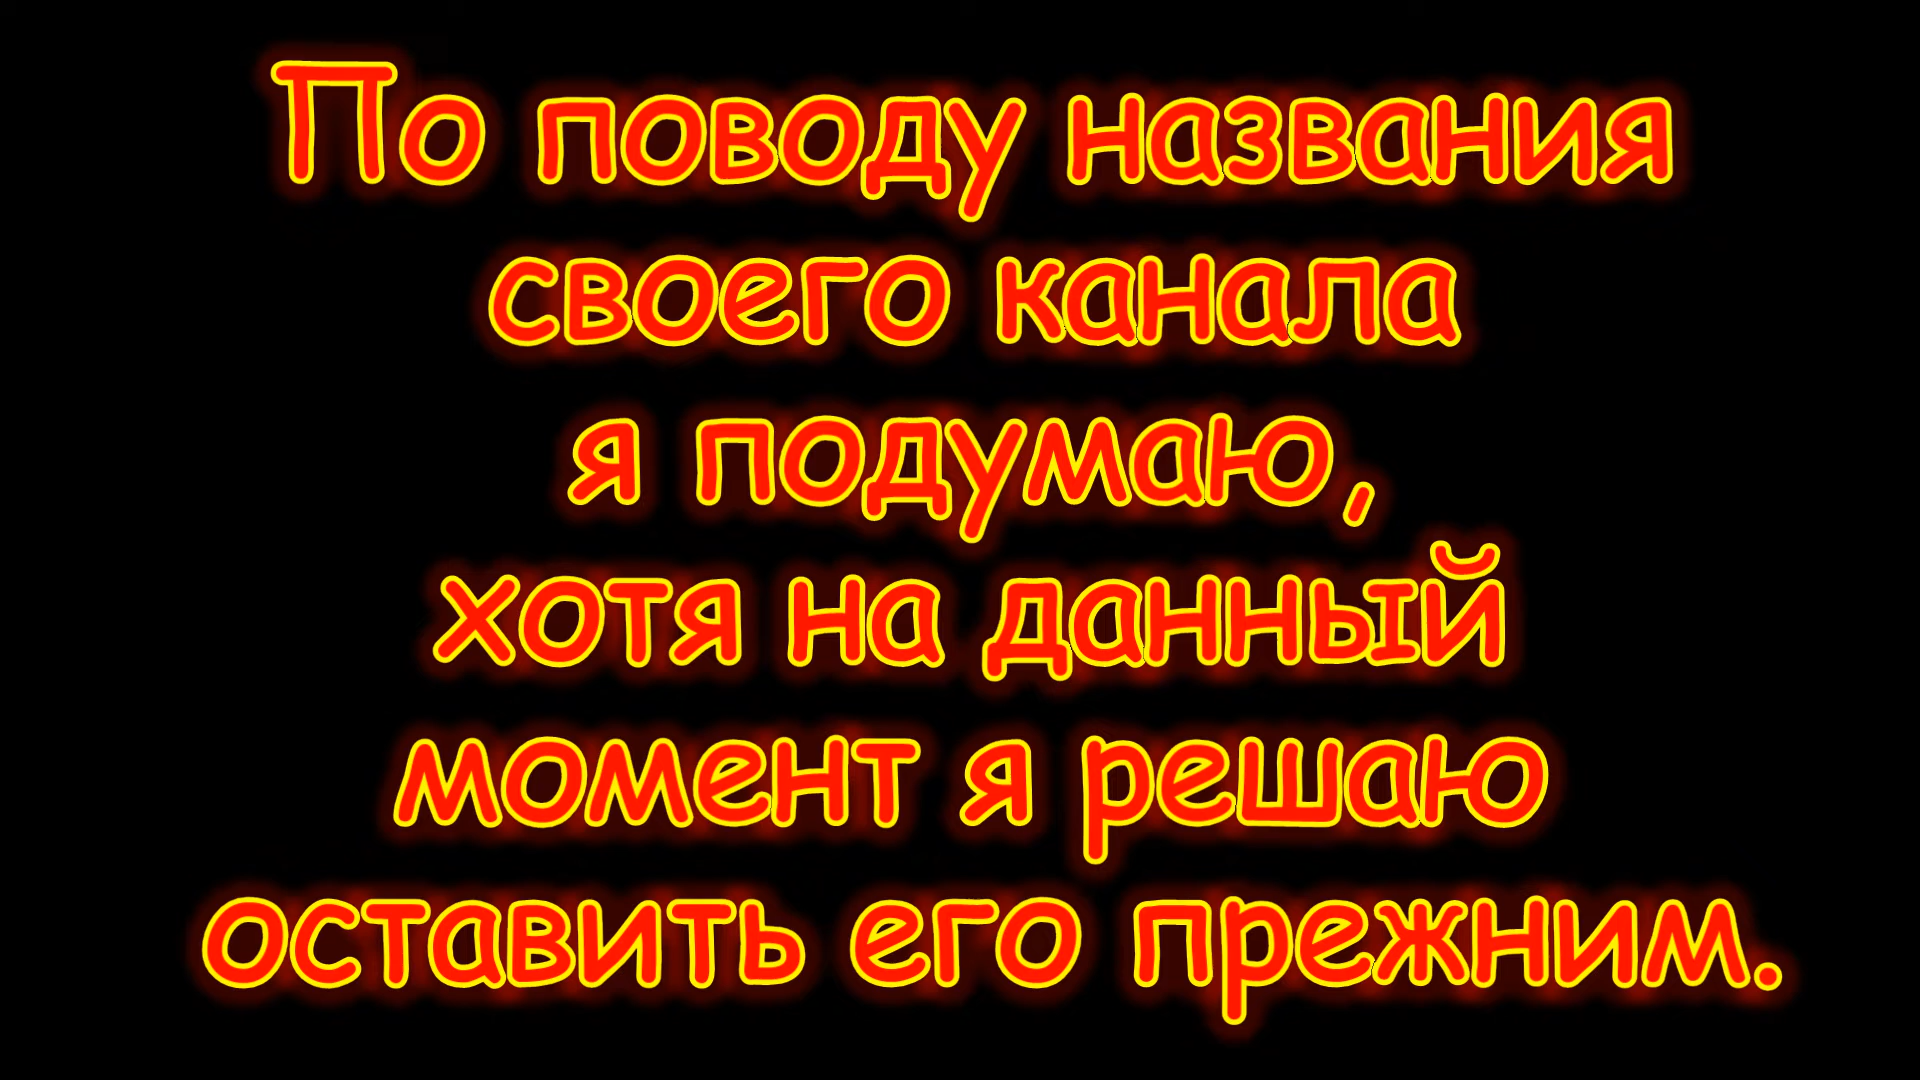 По поводу названия
своего канала
я подумаю,
хотя на данный
момент я решаю
оставить его прежним.